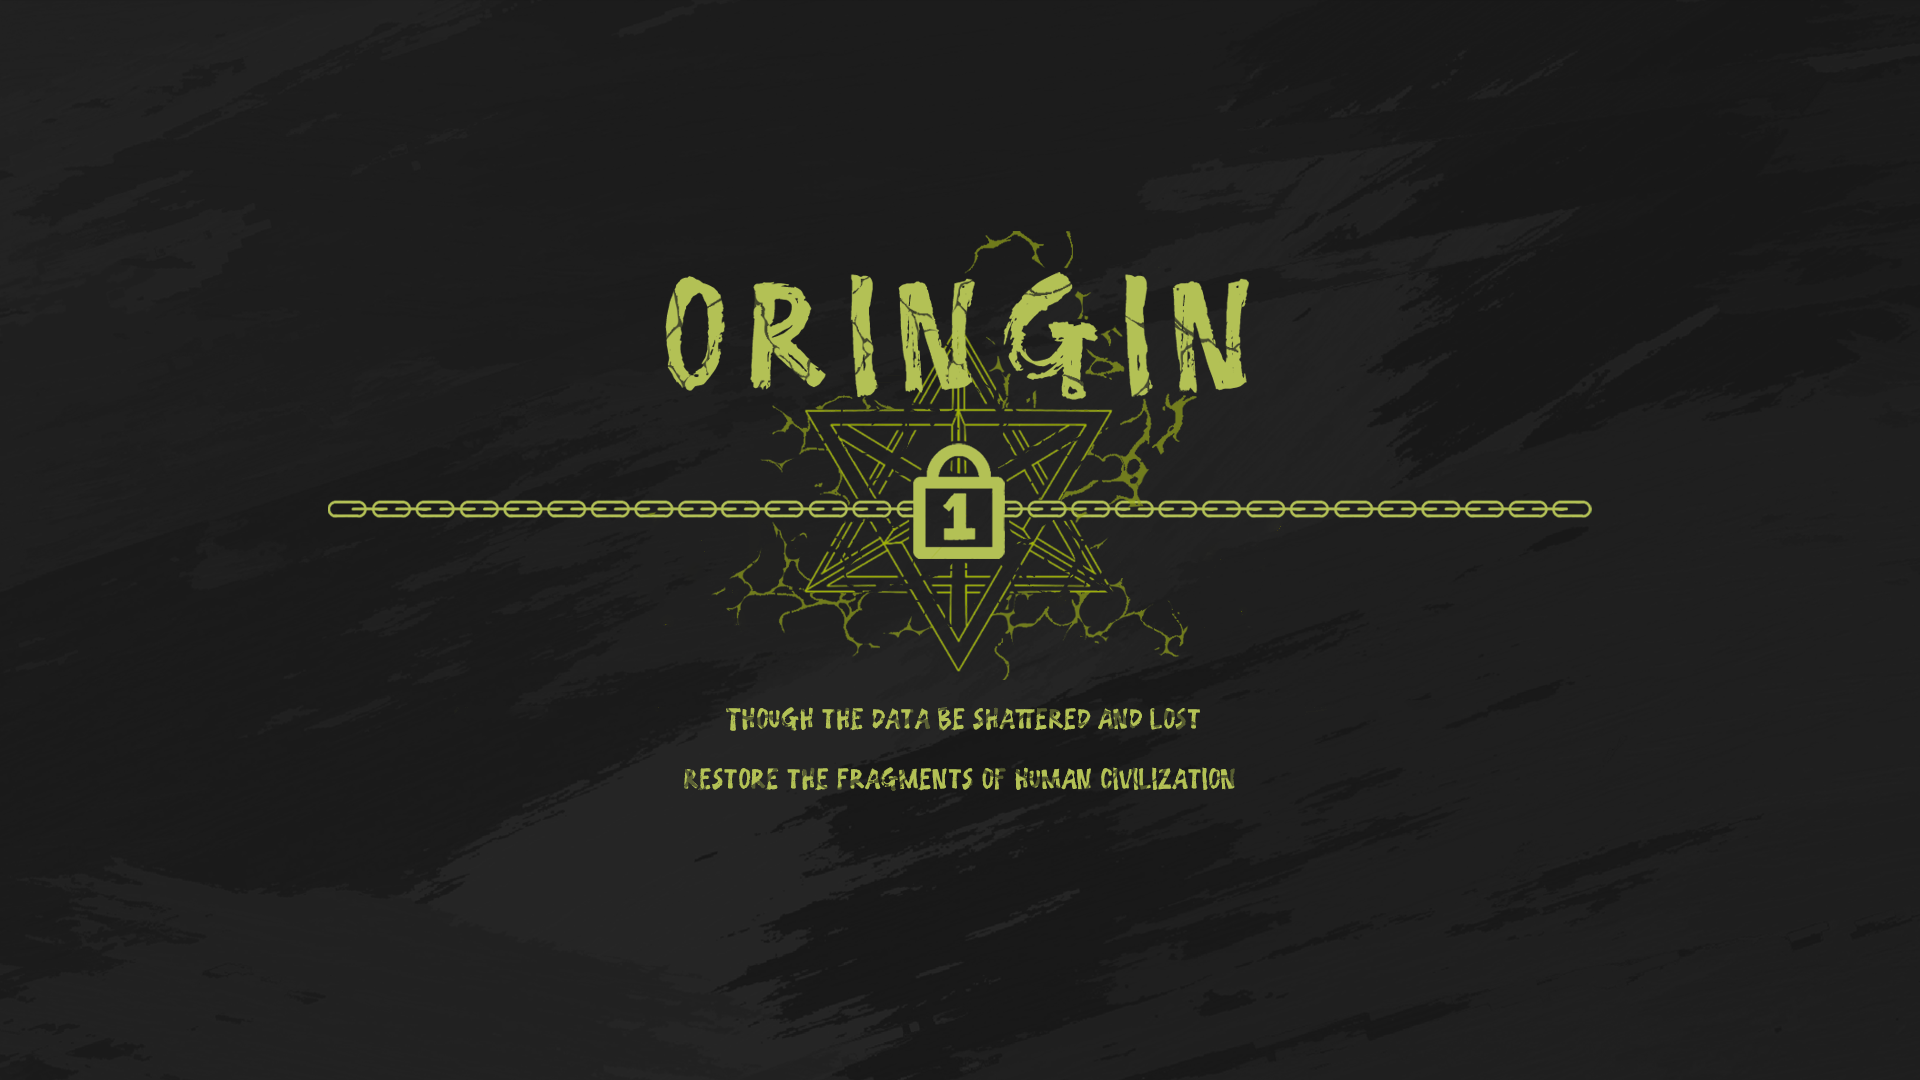 ORINGIN
1
THOUGH THE DATA BE SHATTERED AND LOST
RESTORE THE FRAGMENTS OF HUMAN CIVILIZATION